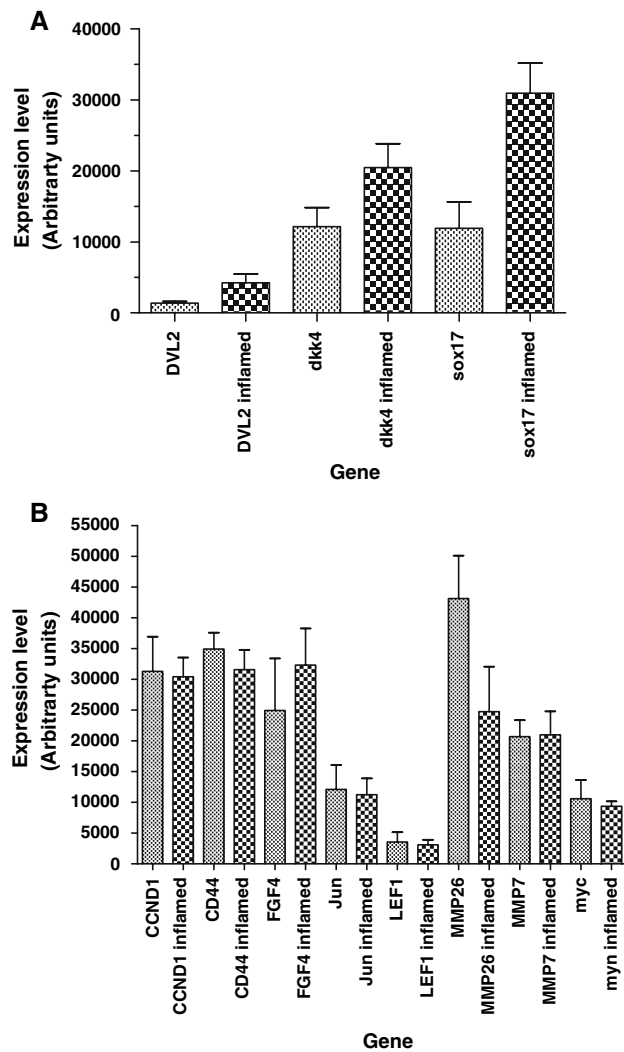 A
Expression level
(Arbitrarty units)
40000
30000
20000
10000
0
DVL2
DVL2 inflamed
dkk4
dkk4 inflamed
sox17
sox17 inflamed
Gene
B
Expression level
(Arbitrarty units)
55000
50000
45000
40000
35000
30000
25000
20000
15000
10000
5000
0
CCND1
CCND1 inflamed
CD44
CD44 inflamed
FGF4
FGF4 inflamed
Jun
Jun inflamed
LEF1
LEF1 inflamed
MMP26
MMP26 inflamed
MMP7
MMP7 inflamed
myc
myn inflamed
Gene